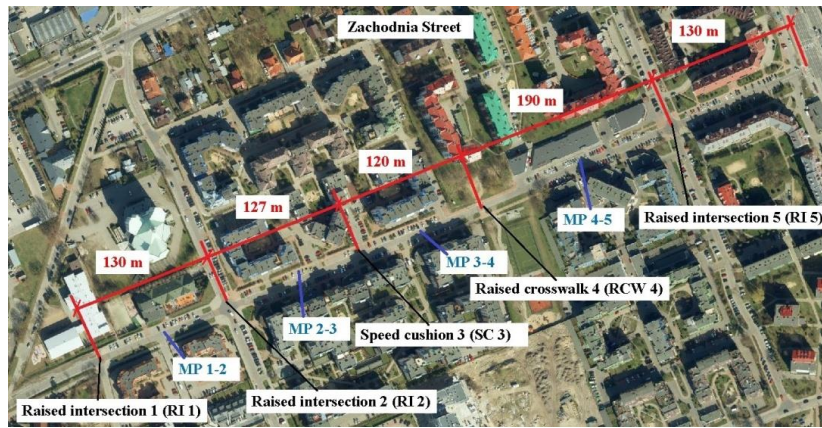 Zachodnia Street
130 m
190 m
120 m
127 m
130 m
MP 4-5
Raised intersection 5 (RI 5)
MP 3-4
Raised crosswalk 4 (RCW 4)
MP 2-3
Speed cushion 3 (SC 3)
MP 1-2
Raised intersection 2 (RI 2)
Raised intersection 1 (RI 1)